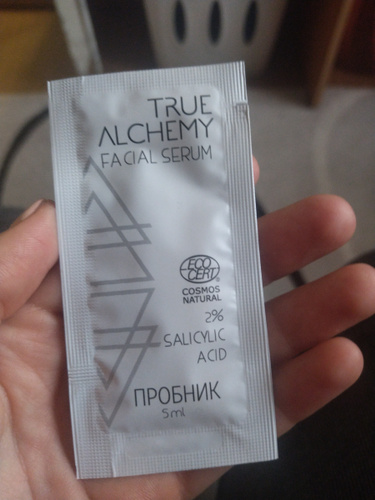 TRUE
ALCHEMY
FACIAL SERUM
ECO
CERT
COSMOS
NATURAL
2%
SALICYLIC
ACID
ПРОБНИК
5ml